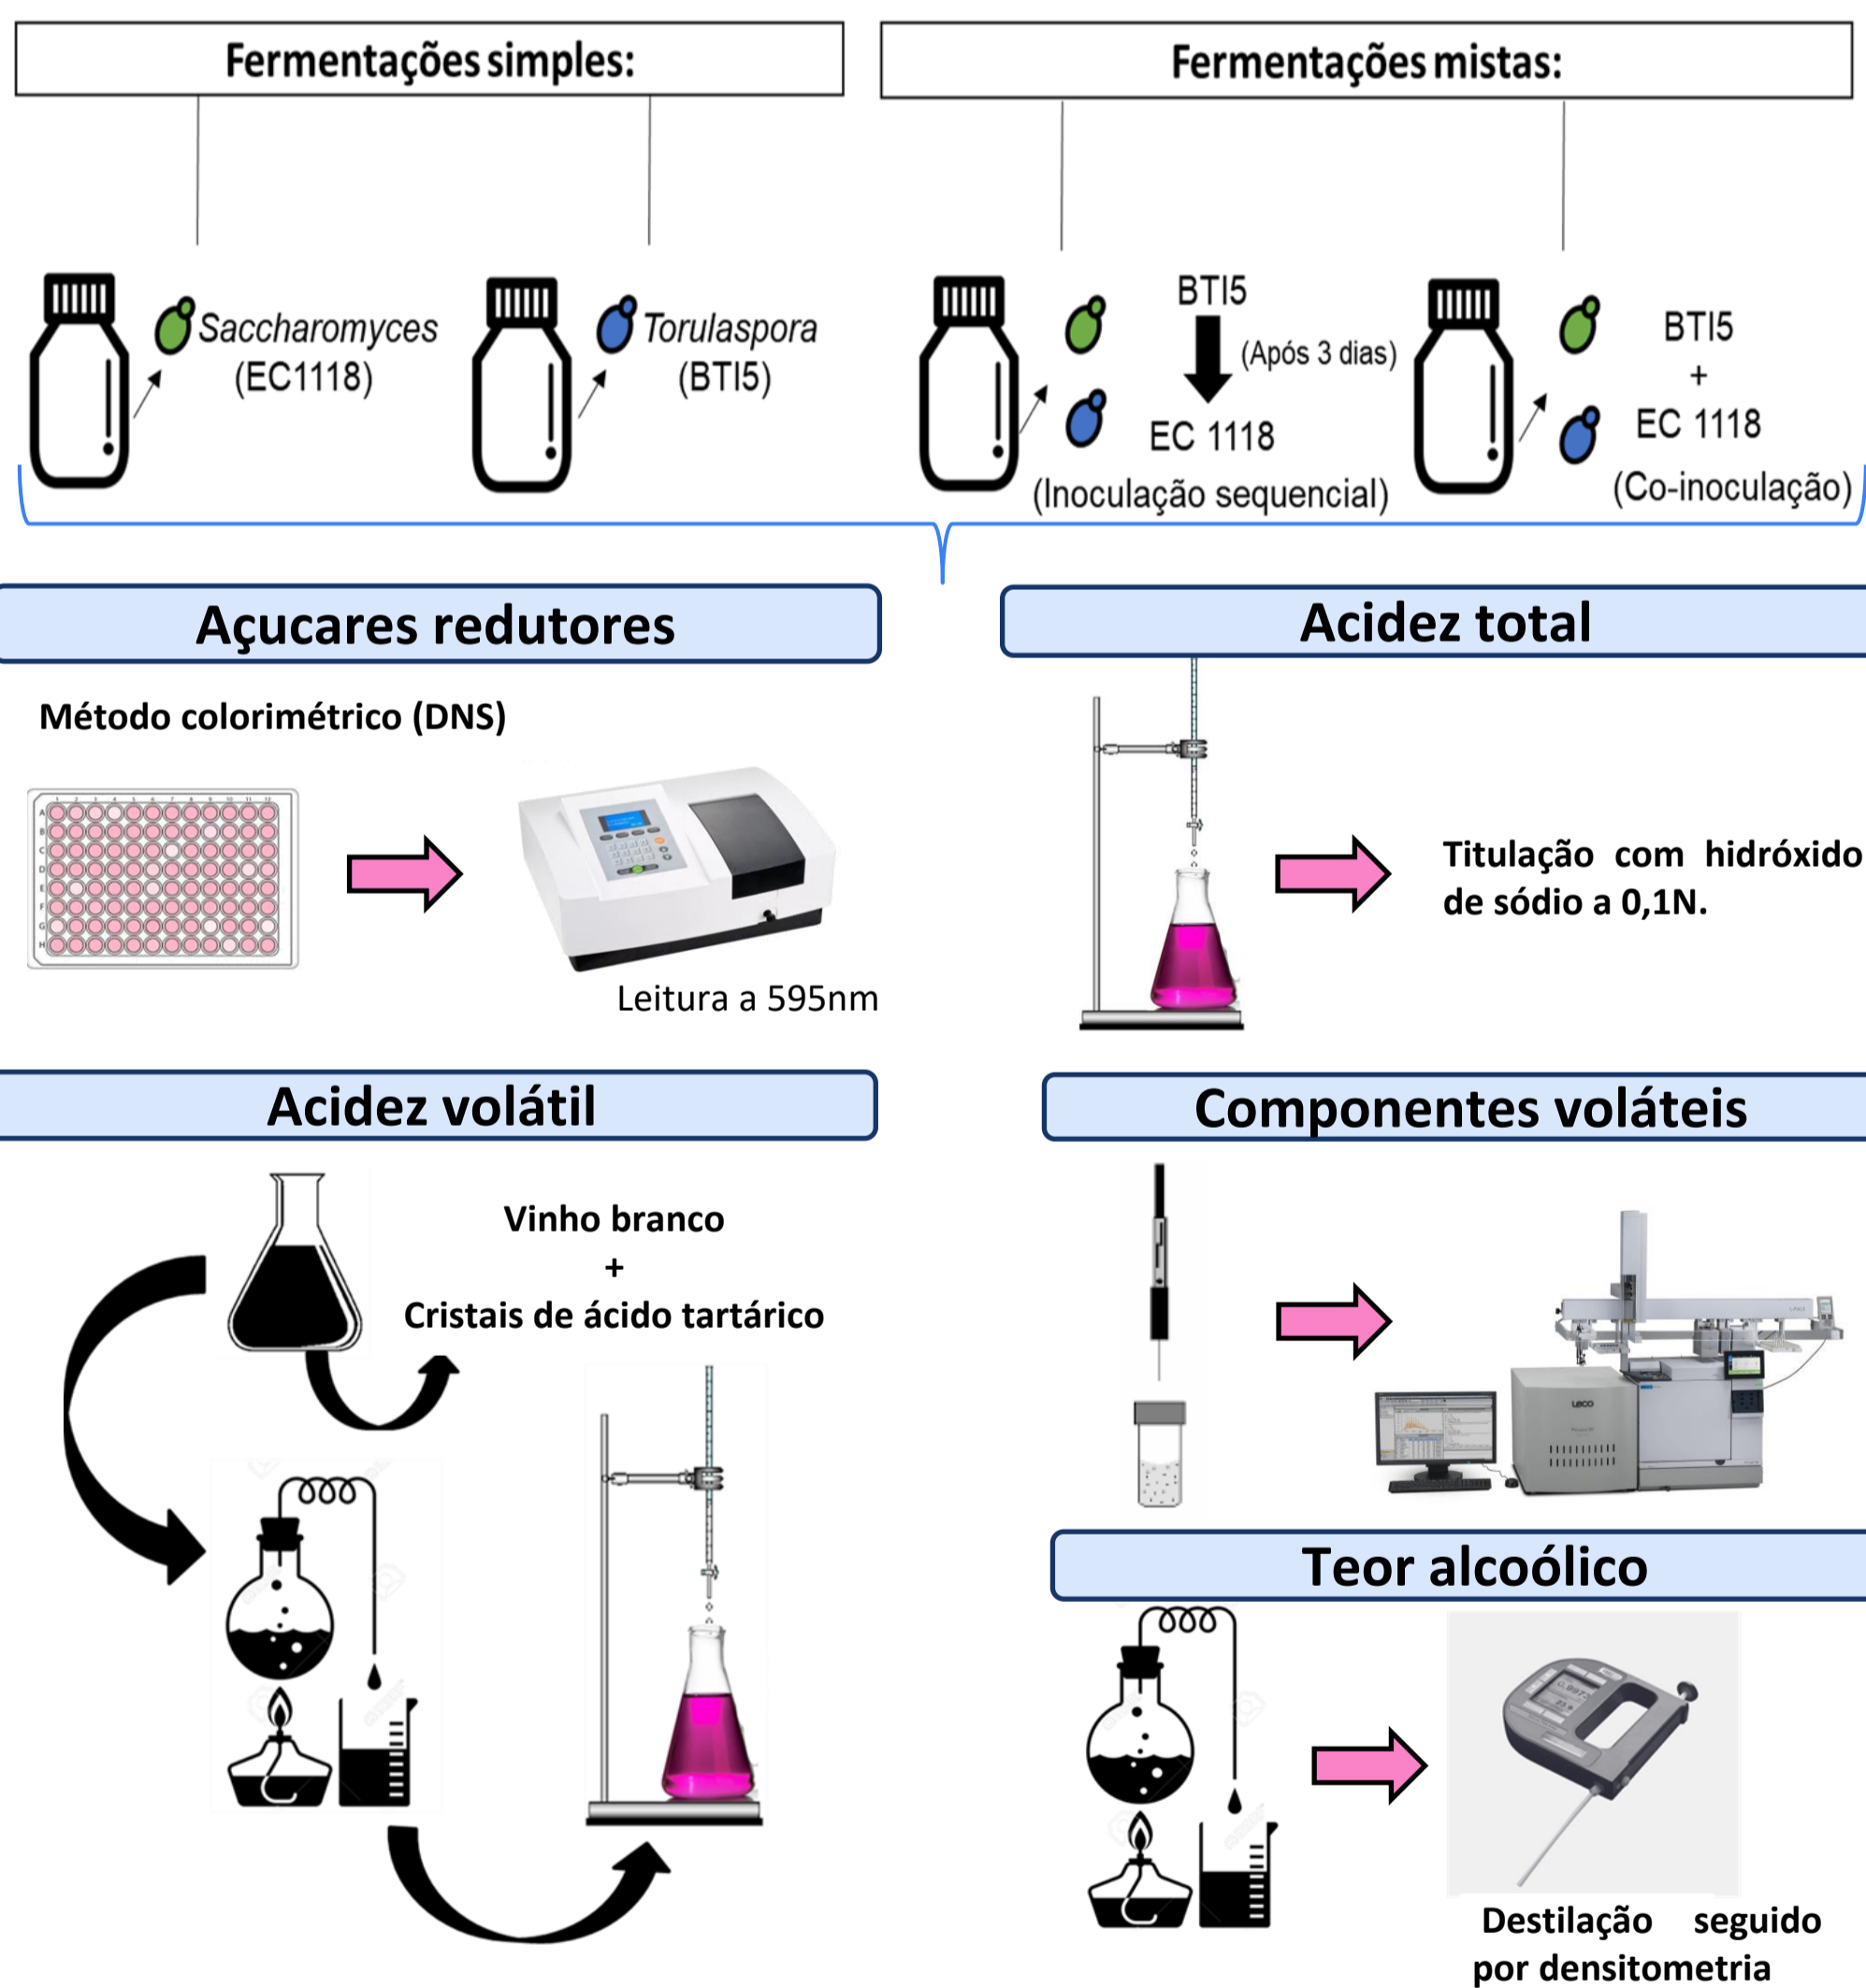 Fermentações simples:
Fermentações mistas:
Saccharomyces
(EC1118)
Torulaspora
(BTI5)
BTI5
(Após 3 dias)
EC 1118
(Inoculação sequencial)
BTI5
+
EC 1118
(Co-inoculação)
Açucares redutores
Acidez total
Método colorimétrico (DNS)
Leitura a 595nm
Titulação com hidróxido
de sódio a 0,1N.
Acidez volátil
Componentes voláteis
Vinho branco
+
Cristais de ácido tartárico
LECO
Teor alcoólico
Destilação seguido
por densitometria